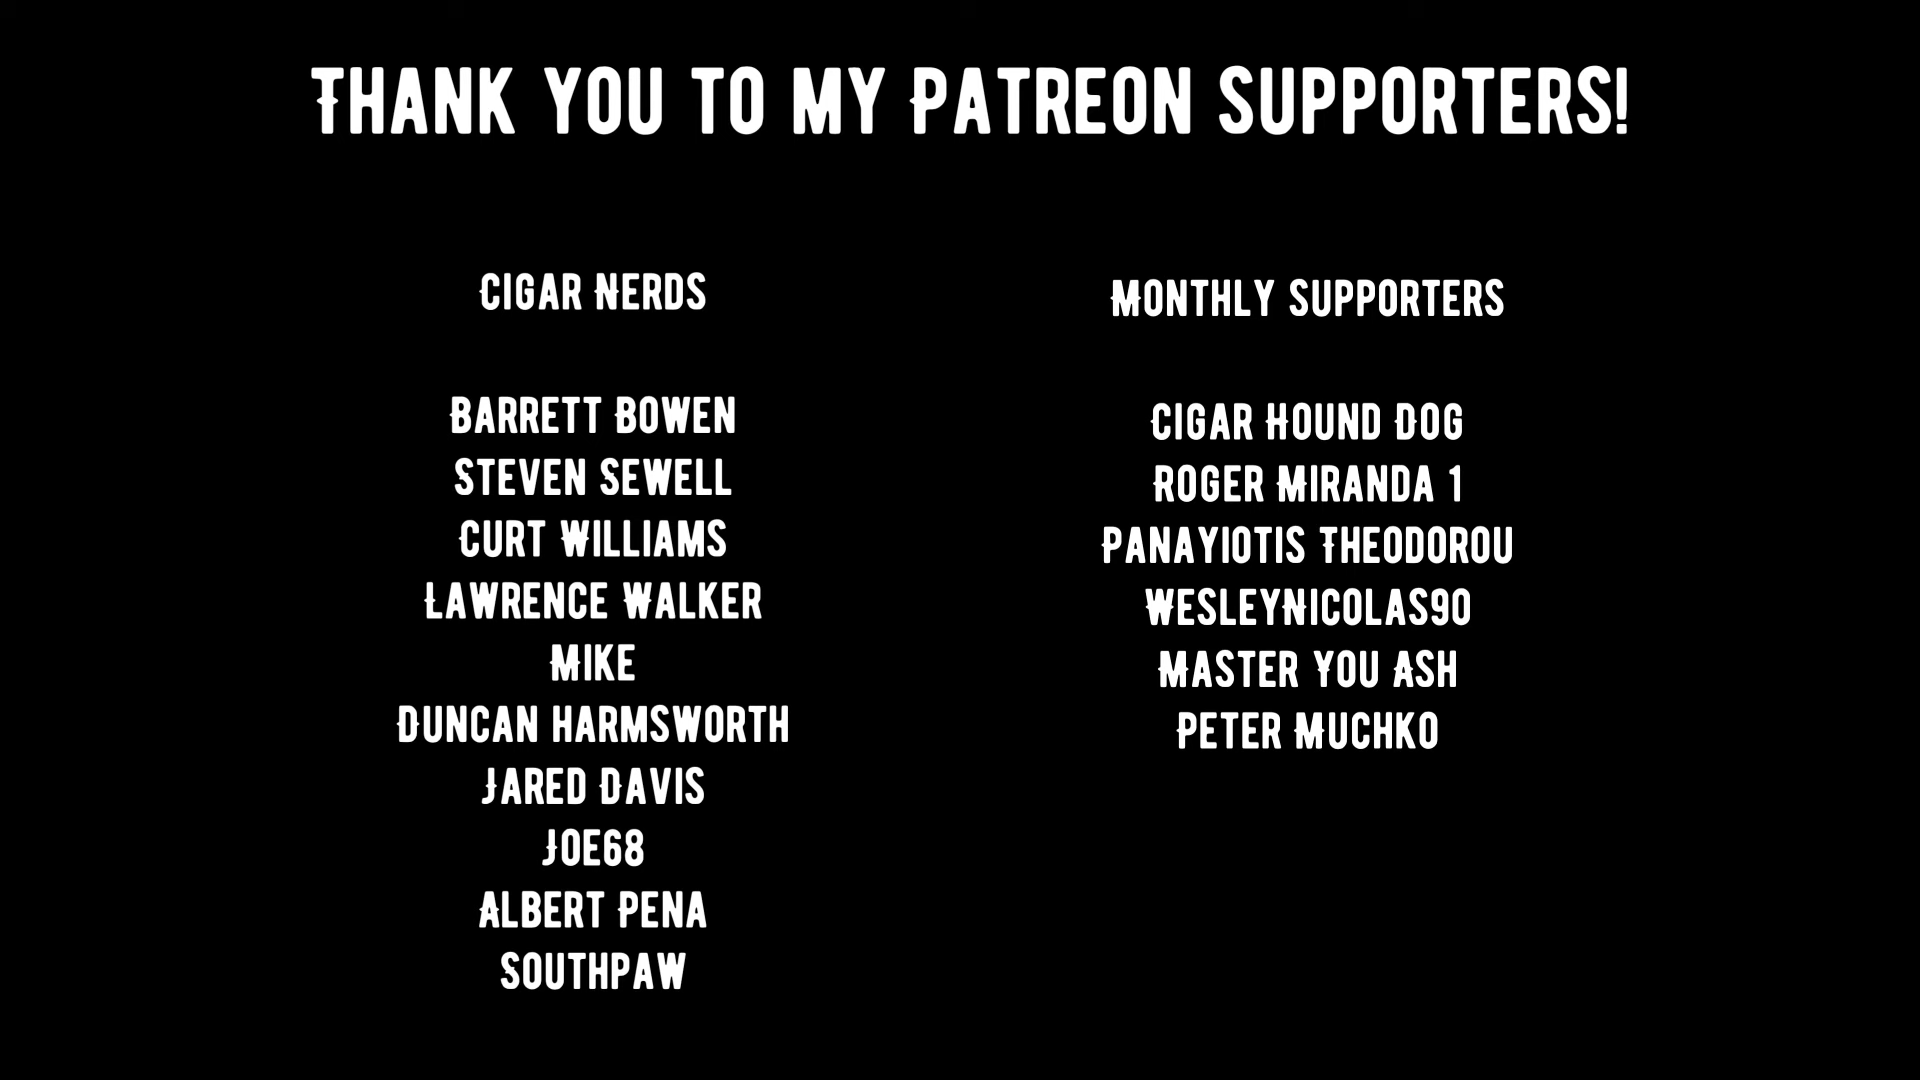 Thank you to my Patreon supporters!
Cigar Nerds
Barrett Bowen
Steven Sewell
Curt Williams
Lawrence Walker
Mike
Duncan harmsworth
Jared Davis
Joe68
Albert Pena
Southpaw
Monthly Supporters
Cigar Hound Dog
Roger Miranda 1
Panayiotis Theodorou
WesleyNicolas90
Master You Ash
Peter Muchko